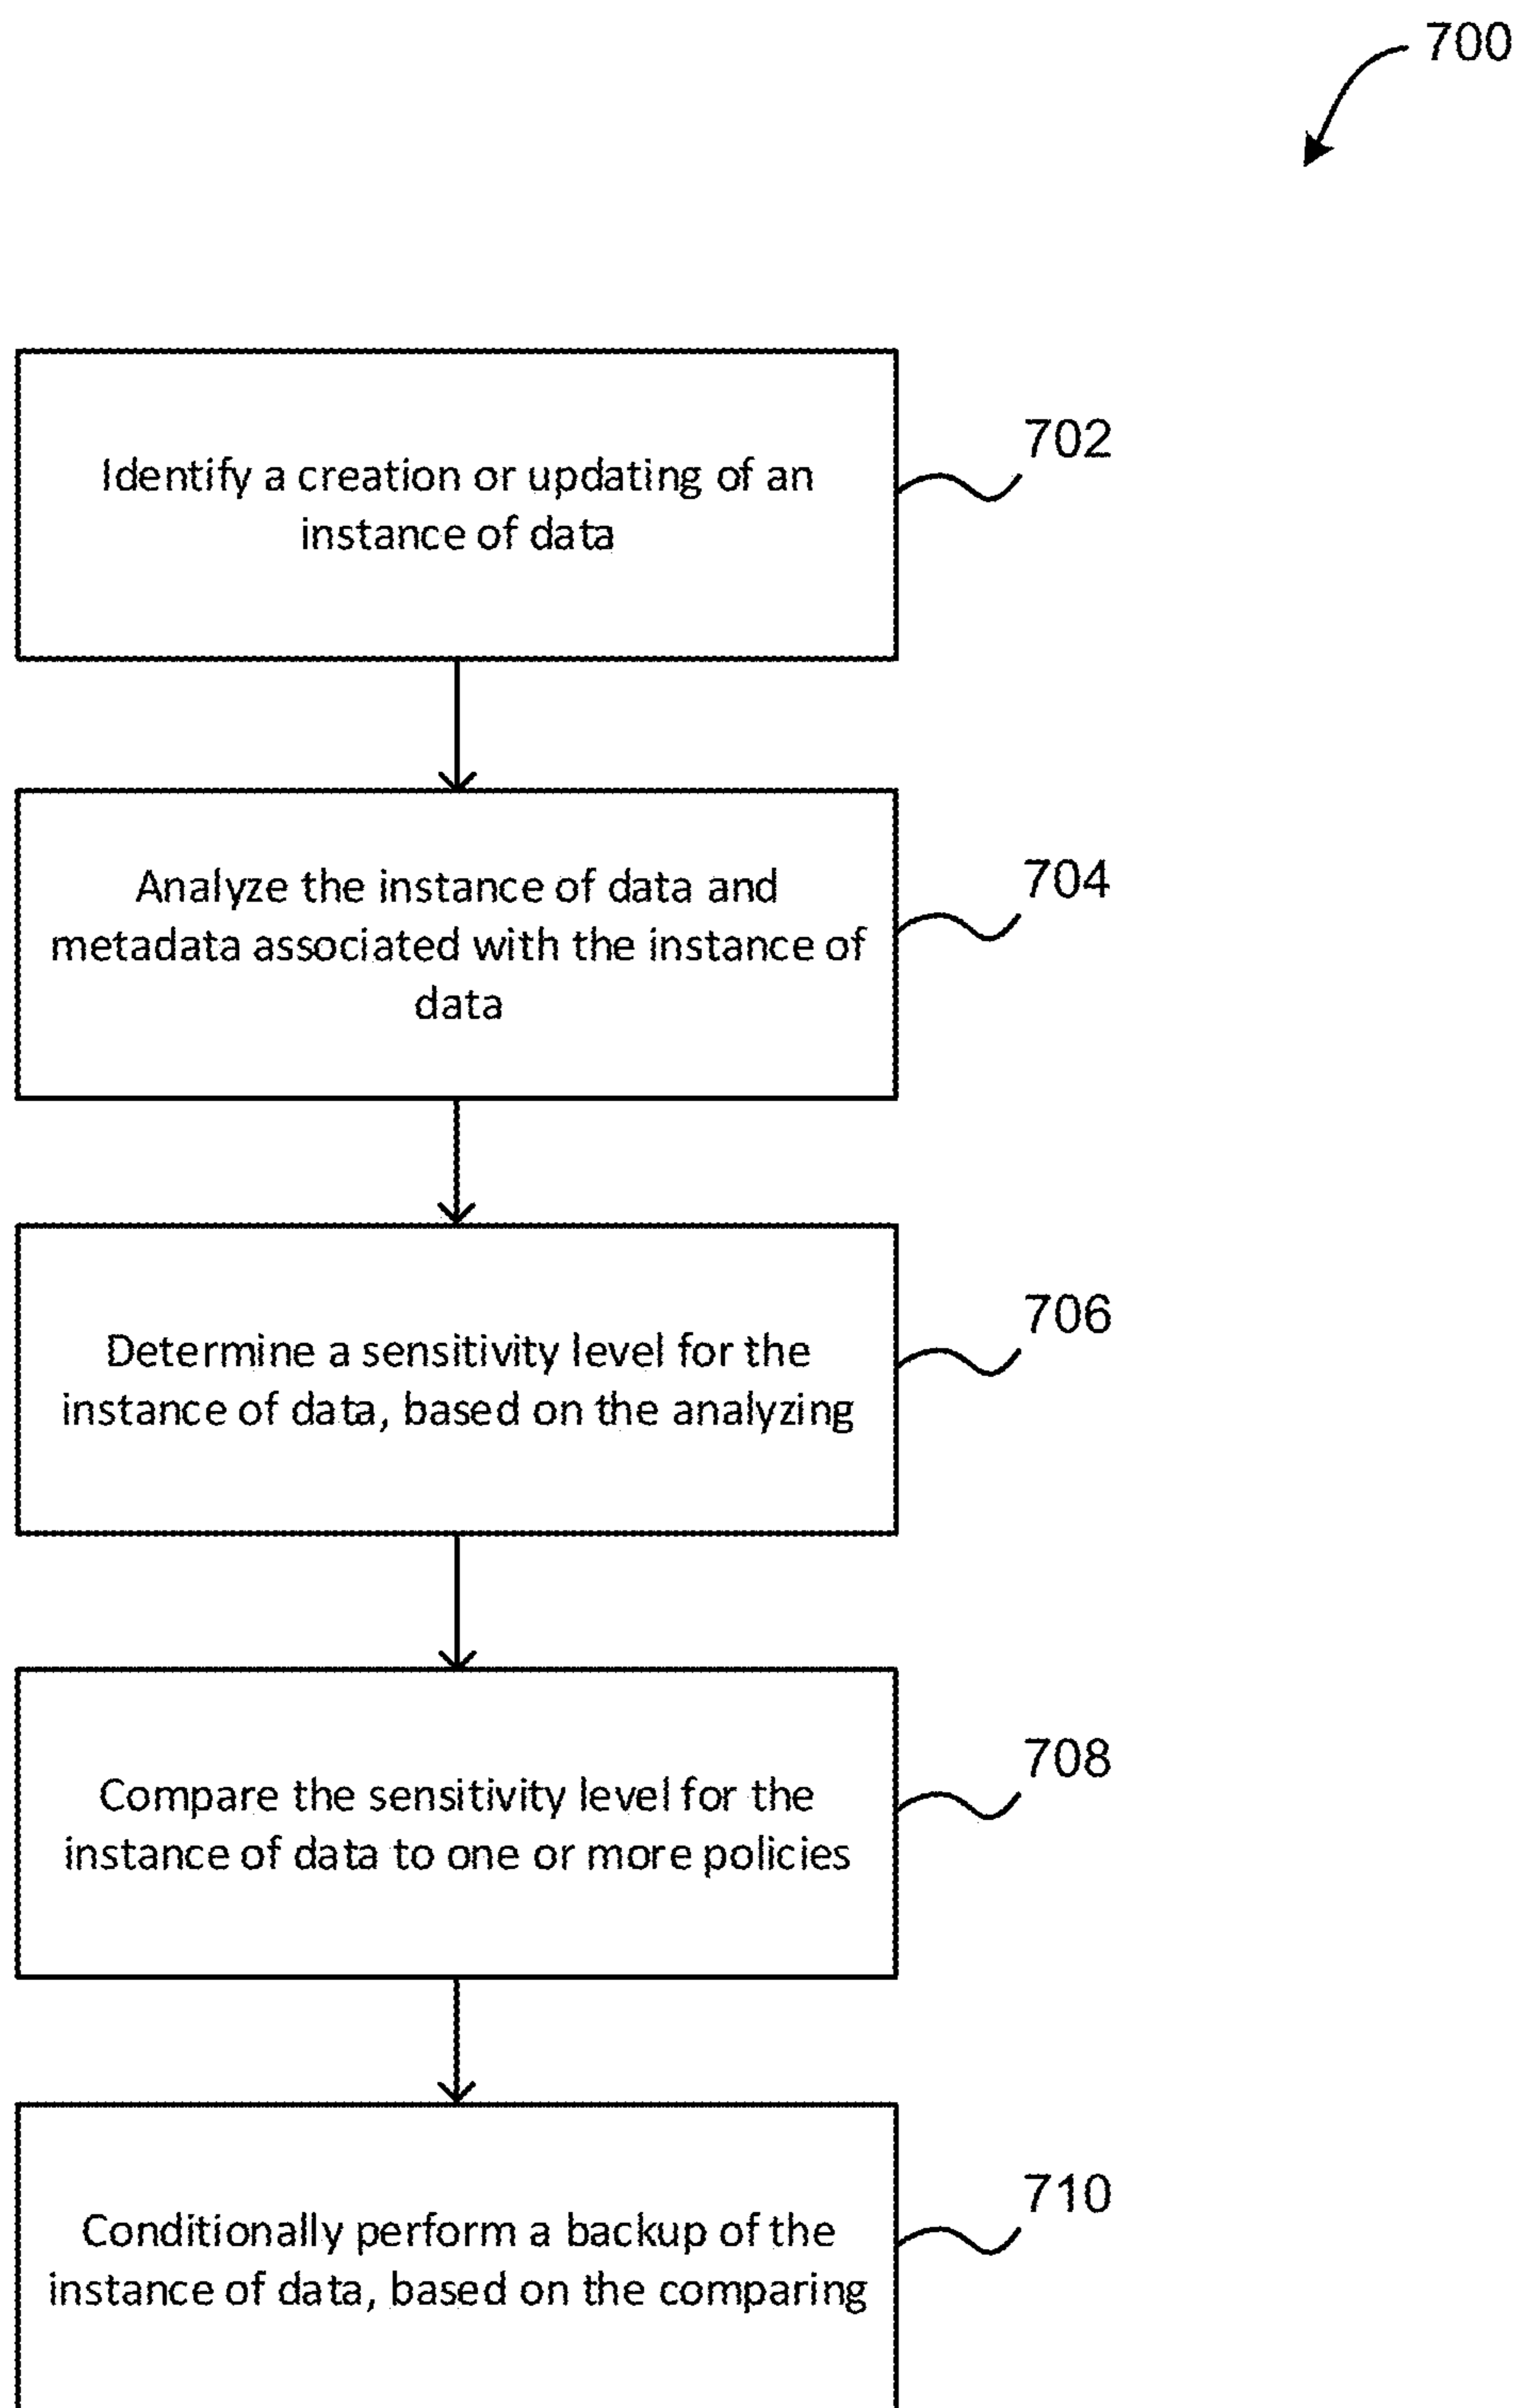 700
Identify a creation or updating of an
instance of data
702
Analyze the instance of data and
metadata associated with the instance of
data
704
Determine a sensitivity level for the
instance of data, based on the analyzing
706
Compare the sensitivity level for the
instance of data to one or more policies
708
Conditionally perform a backup of the
instance of data, based on the comparing
710